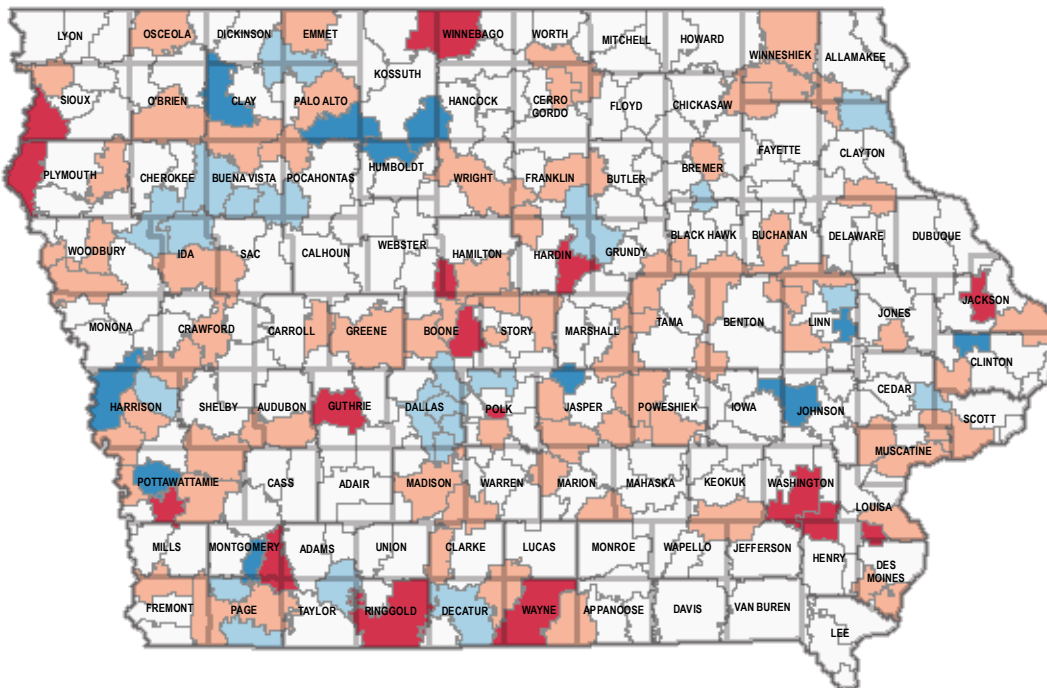 LYON
OSCEOLA
DICKINSON
EMMET
WINNEBAGO
WORTH
MITCHELL
HOWARD
WINNESHIEK
ALLAMAKEE
KOSSUTH
SIOUX
O'BRIEN
CLAY
PALO ALTO
HANCOCK
CERRO
GORDO
FLOYD
CHICKASAW
PLYMOUTH
CHEROKEE
BUENA VISTA
POCAHONTAS
HUMBOLDT
WRIGHT
FRANKLIN
BUTLER
BREMER
FAYETTE
CLAYTON
WOODBURY
IDA
SAC
CALHOUN
WEBSTER
HAMILTON
HARDIN
GRUNDY
BLACK HAWK
BUCHANAN
DELAWARE
DUBUQUE
MONONA
CRAWFORD
CARROLL
GREENE
BOONE
STORY
MARSHALL
TAMA
BENTON
LINN
JONES
JACKSON
CLINTON
HARRISON
SHELBY
AUDUBON
GUTHRIE
DALLAS
POLK
JASPER
POWESHIEK
IOWA
JOHNSON
CEDAR
SCOTT
MUSCATINE
POTTAWATTAMIE
CASS
ADAIR
MADISON
WARREN
MARION
MAHASKA
KEOKUK
WASHINGTON
LOUISA
MILLS
MONTGOMERY
ADAMS
UNION
CLARKE
LUCAS
MONROE
WAPELLO
JEFFERSON
HENRY
DES
MOINES
FREMONT
PAGE
TAYLOR
RINGGOLD
DECATUR
WAYNE
APPANOOSE
DAVIS
VAN BUREN
LEE